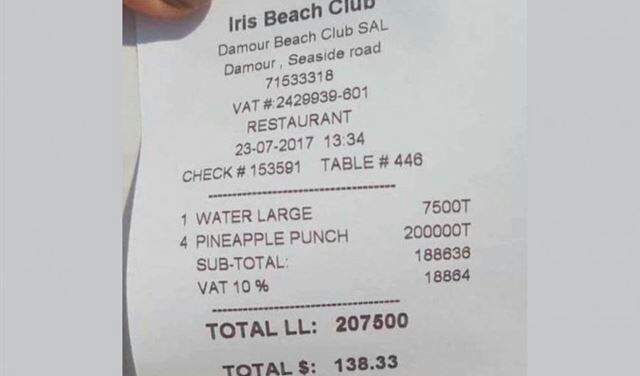 Iris Beach Club
Damour Beach Club SAL
Damour , Seaside road
71533318
VAT #:2429939-601
RESTAURANT
23-07-2017 13:34
CHECK # 153591 TABLE # 446
1 WATER LARGE 7500T
4 PINEAPPLE PUNCH 200000T
SUB-TOTAL: 188636
VAT 10 % 18864
TOTAL LL: 207500
TOTAL $: 138.33